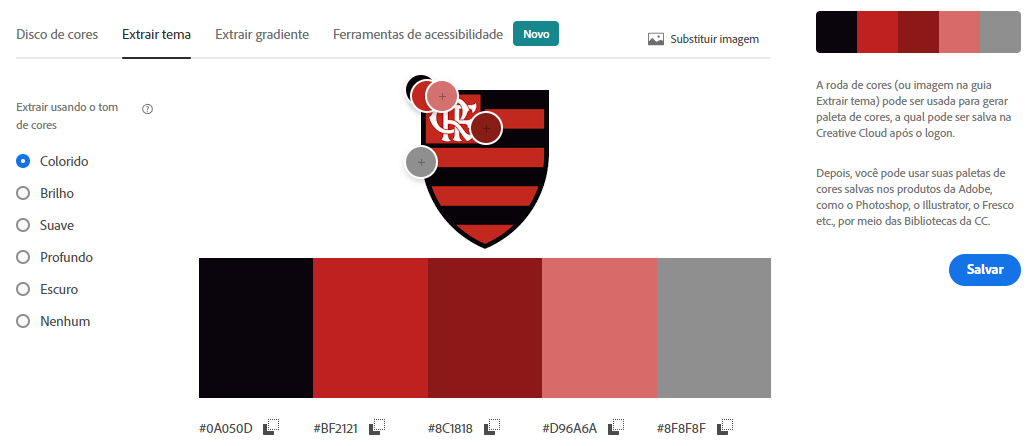 Disco de cores
Extrair tema
Extrair gradiente
Ferramentas de acessibilidade
Novo
Substituir imagem
Extrair usando o tom
de cores
?
Colorido
Brilho
Suave
Profundo
Escuro
Nenhum
CRF
#0A050D
#BF2121
#8C1818
#D96A6A
#8F8F8F
A roda de cores (ou imagem na guia
Extrair tema) pode ser usada para gerar
paleta de cores, a qual pode ser salva na
Creative Cloud após o logon.
Depois, você pode usar suas paletas de
cores salvas nos produtos da Adobe,
como o Photoshop, o Illustrator, o Fresco
etc., por meio das Bibliotecas da CC.
Salvar